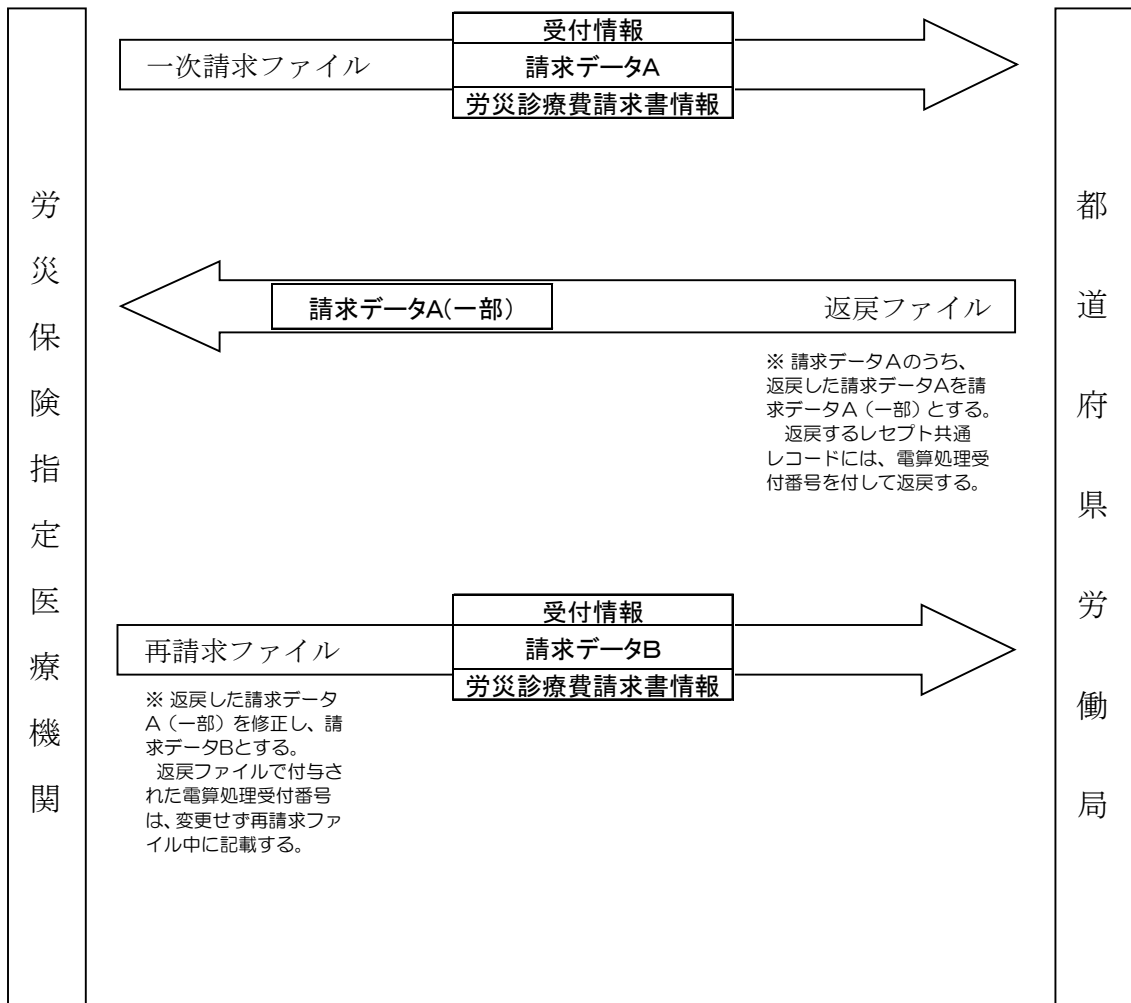 受付情報
一次請求ファイル
請求データA
労災診療費請求書情報
労災保険指定医療機関
都道府県労働局
請求データA(一部)
返戻ファイル
※ 請求データAのうち、
返戻した請求データAを請
求データA(一部)とする。
返戻するレセプト共通
レコードには、電算処理受
付番号を付して返戻する。
受付情報
再請求ファイル
請求データB
労災診療費請求書情報
※ 返戻した請求データ
A(一部)を修正し、請
求データBとする。
返戻ファイルで付与さ
れた電算処理受付番号
は、変更せず再請求ファ
イル中に記載する。